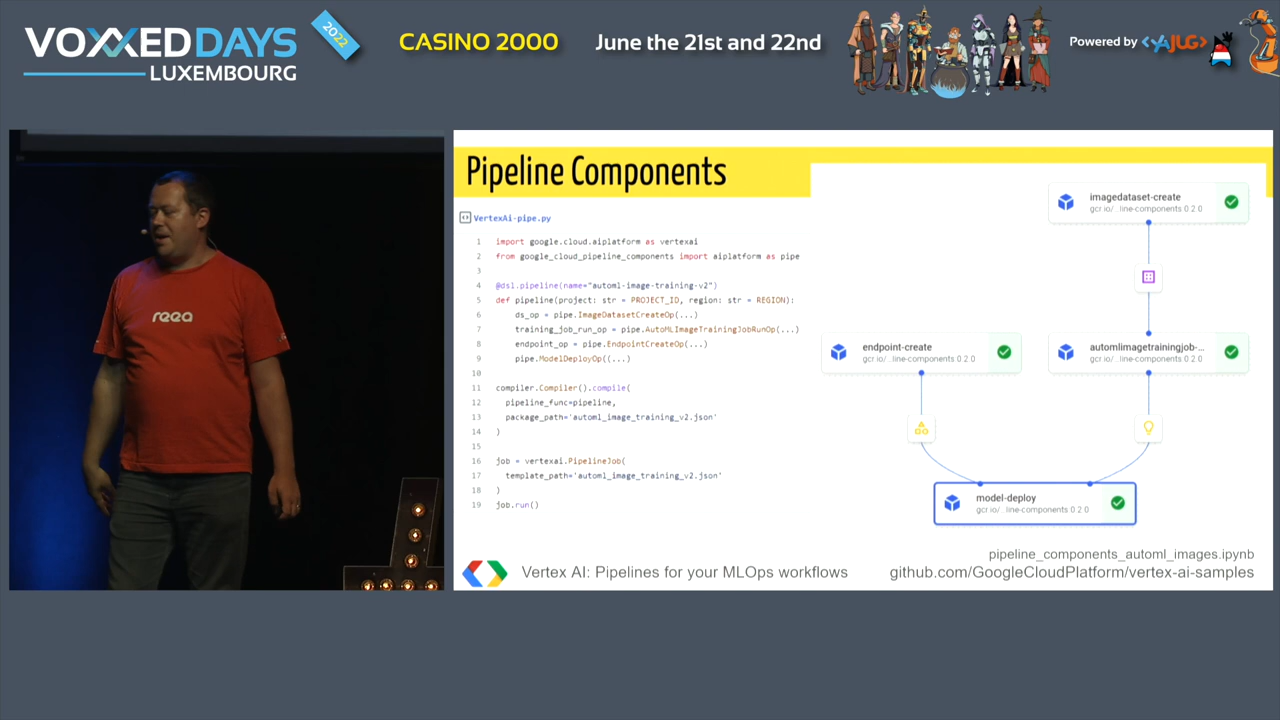 VOXXED DAYS
LUXEMBOURG
2022
CASINO 2000
June the 21st and 22nd
Powered by <YAJUG>
reea
Pipeline Components
VertexAi-pipe.py
1 import google.cloud.aiplatform as vertexai
2 from google_cloud_pipeline_components import aiplatform as pipe
3
4 @dsl.pipeline(name="automl-image-training-v2")
5 def pipeline(project: str = PROJECT_ID, region: str = REGION):
6 ds_op = pipe.ImageDatasetCreateOp(...)
7 training_job_run_op = pipe.AutoMLImageTrainingJobRunOp(...)
8 endpoint_op = pipe.EndpointCreateOp(...)
9 pipe.ModelDeployOp((...)
10
11 compiler.Compiler().compile(
12 pipeline_func=pipeline,
13 package_path='automl_image_training_v2.json'
14 )
15
16 job = vertexai.PipelineJob(
17 template_path='automl_image_training_v2.json'
18 )
19 job.run()
imagedataset-create
gcr.io/...line-components 0.2.0
endpoint-create
gcr.io/...line-components 0.2.0
automlimagetrainingjob-...
gcr.io/...line-components 0.2.0
model-deploy
gcr.io/...line-components 0.2.0
pipeline_components_automl_images.ipynb
Vertex AI: Pipelines for your MLOps workflows
github.com/GoogleCloudPlatform/vertex-ai-samples